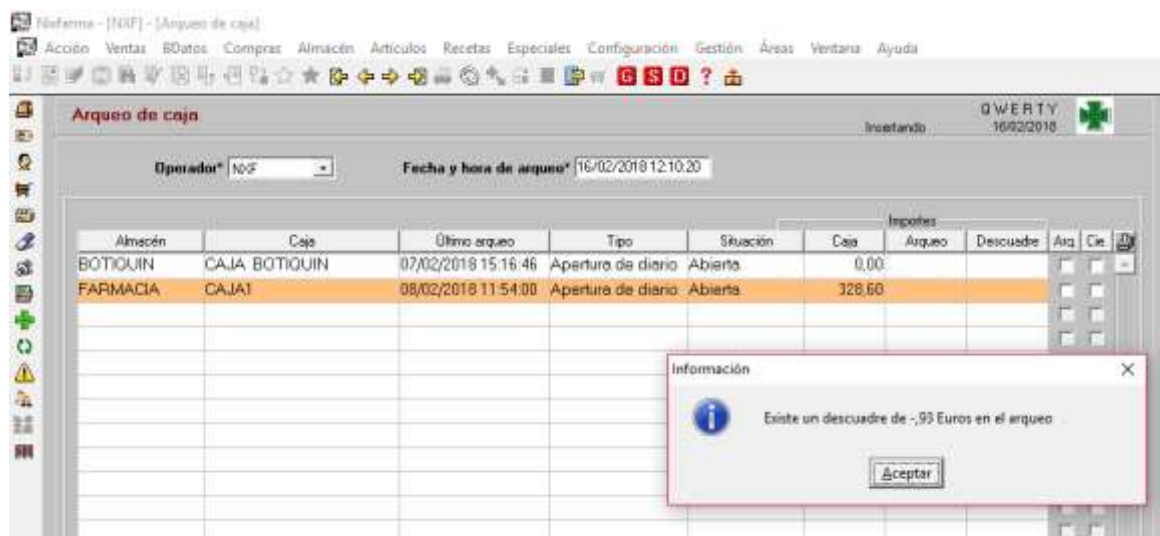 Nixfarma - [NXF] - [Arqueo de caja]
Acción Ventas BDatos Compras Almacén Artículos Recetas Especiales Configuración Gestión Áreas Ventana Ayuda
G S D ?
Arqueo de caja
Insertando
QWERTY
16/02/2018
Operador* NXF Fecha y hora de arqueo* 16/02/2018 12:10:20
Importes
Almacén Caja Último arqueo Tipo Situación Caja Arqueo Descuadre Arq Cie.
BOTIQUIN CAJA BOTIQUIN 07/02/2018 15:16:46 Apertura de diario Abierta 0,00
FARMACIA CAJA1 08/02/2018 11:54:00 Apertura de diario Abierta 328,60
Información
Existe un descuadre de -,93 Euros en el arqueo
Aceptar